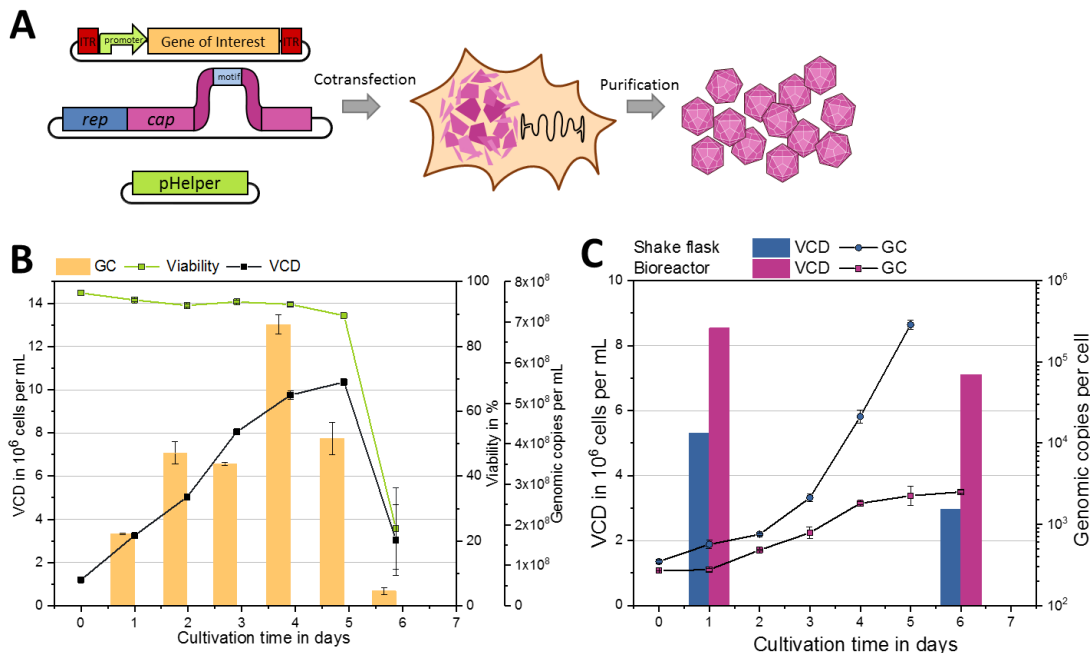 A
ITR promoter Gene of Interest ITR
motif
rep cap
pHelper
Cotransfection
Purification
B
GC Viability VCD
VCD in 10⁶ cells per mL
14
12
10
8
6
4
2
0
0 1 2 3 4 5 6 7
Cultivation time in days
100
80
60
40
20
0
Viability in %
8x10⁸
7x10⁸
6x10⁸
5x10⁸
4x10⁸
3x10⁸
2x10⁸
1x10⁸
0
Genomic copies per mL
C
Shake flask VCD GC
Bioreactor VCD GC
VCD in 10⁶ cells per mL
10
8
6
4
2
0
0 1 2 3 4 5 6 7
Cultivation time in days
10⁶
10⁵
10⁴
10³
10²
Genomic copies per cell